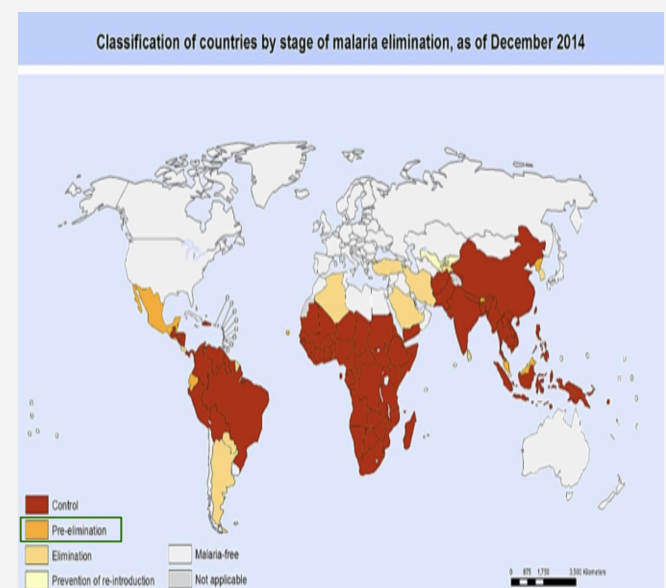 Classification of countries by stage of malaria elimination, as of December 2014
Control
Pre-elimination
Elimination
Prevention of re-introduction
Malaria-free
Not applicable
0 875 1,750 3,500 Kilometers